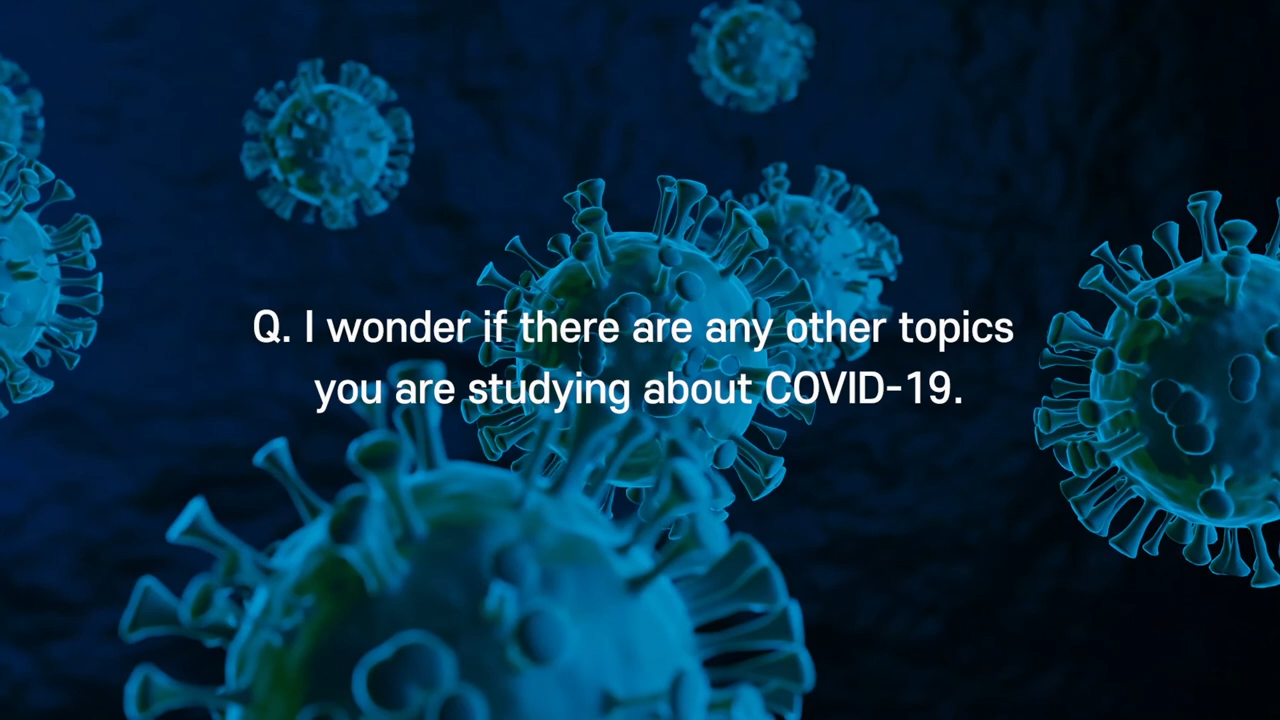 Q. I wonder if there are any other topics
you are studying about COVID-19.